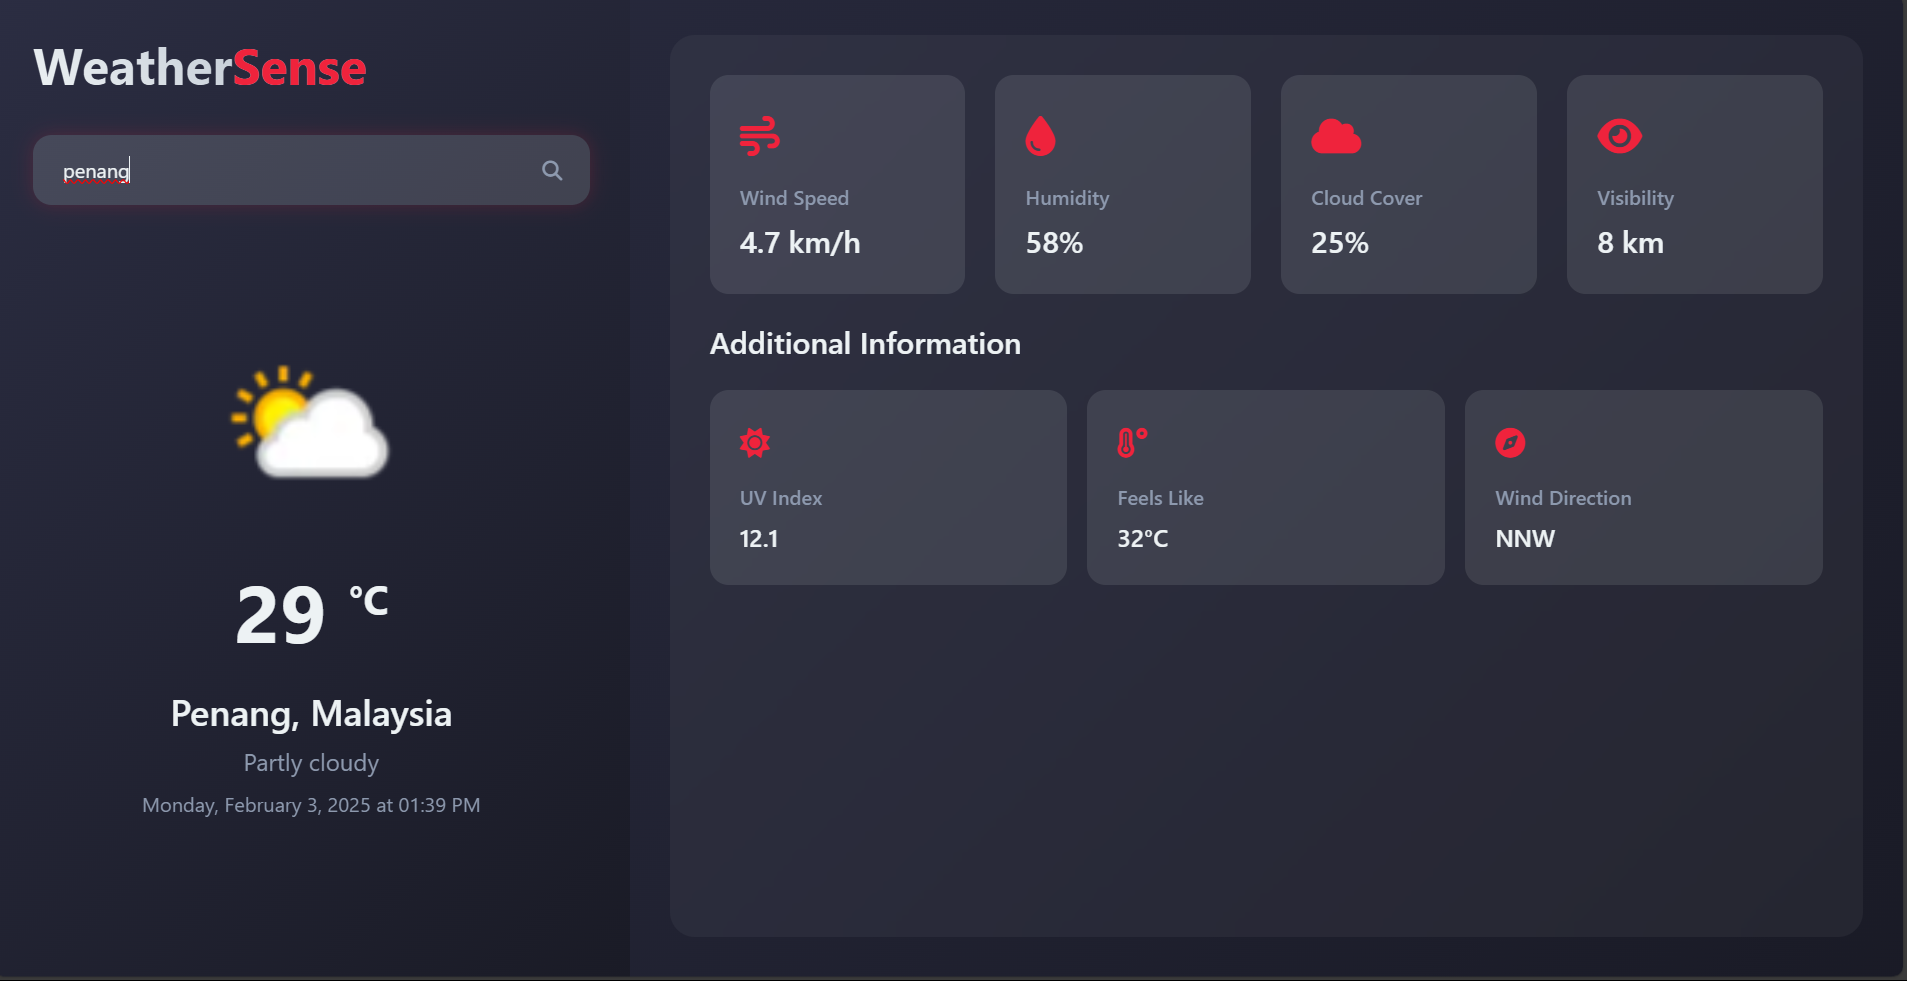 WeatherSense
penang
29 °C
Penang, Malaysia
Partly cloudy
Monday, February 3, 2025 at 01:39 PM
Wind Speed
4.7 km/h
Humidity
58%
Cloud Cover
25%
Visibility
8 km
Additional Information
UV Index
12.1
Feels Like
32°C
Wind Direction
NNW